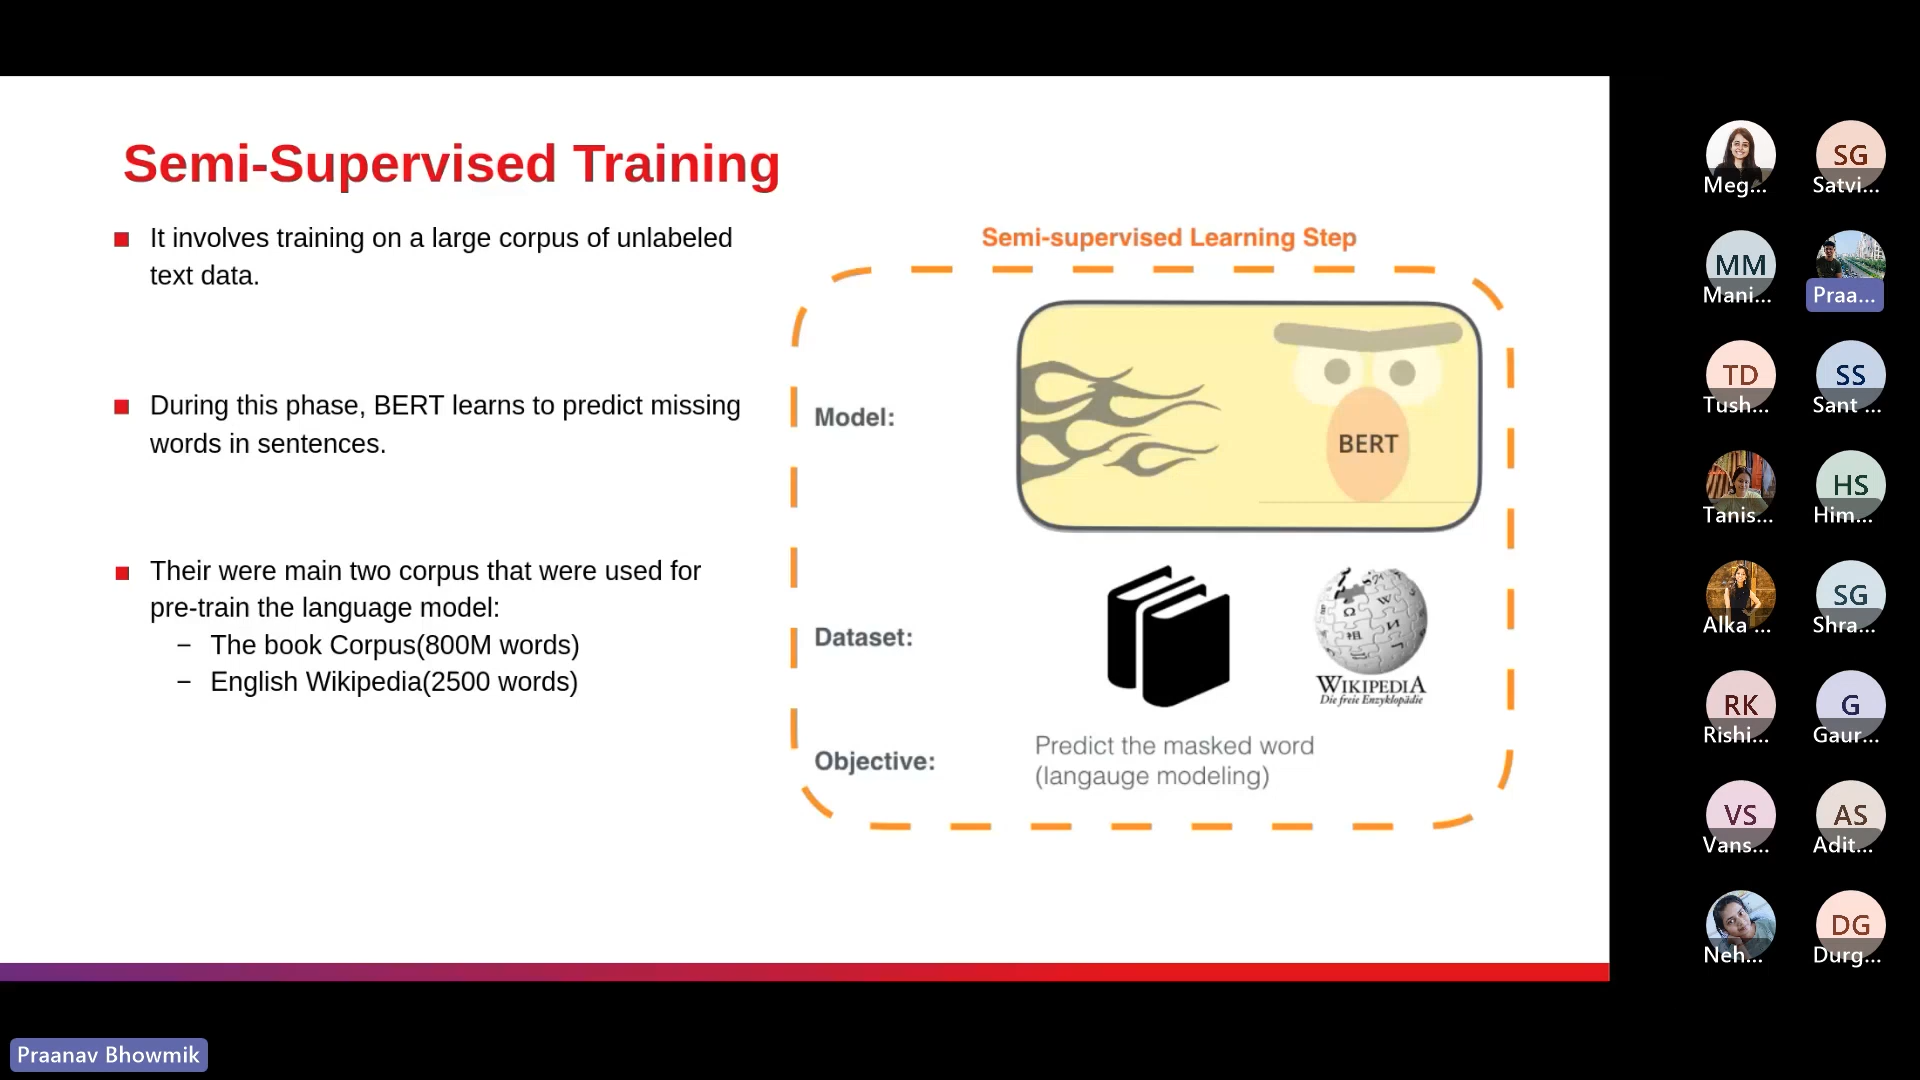 Semi-Supervised Training
It involves training on a large corpus of unlabeled
text data.
During this phase, BERT learns to predict missing
words in sentences.
Their were main two corpus that were used for
pre-train the language model:
– The book Corpus(800M words)
– English Wikipedia(2500 words)
Semi-supervised Learning Step
Model:
BERT
Dataset:
WIKIPEDIA
Die freie Enzyklopädie
Objective:
Predict the masked word
(langauge modeling)
Meg...
SG
Satvi...
MM
Mani...
Praa...
TD
Tush...
SS
Sant ...
Tanis...
HS
Him...
Alka ...
SG
Shra...
RK
Rishi...
G
Gaur...
VS
Vans...
AS
Adit...
Neh...
DG
Durg...
Praanav Bhowmik